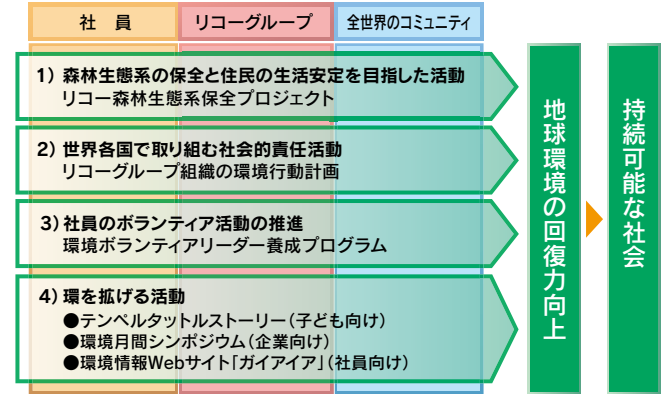 社　員
リコーグループ
全世界のコミュニティ
1）森林生態系の保全と住民の生活安定を目指した活動
リコー森林生態系保全プロジェクト
2）世界各国で取り組む社会的責任活動
リコーグループ組織の環境行動計画
3）社員のボランティア活動の推進
環境ボランティアリーダー養成プログラム
4）環を拡げる活動
●テンペルタットルストーリー（子ども向け）
●環境月間シンポジウム（企業向け）
●環境情報Webサイト「ガイアイア」（社員向け）
地球環境の回復力向上
持続可能な社会